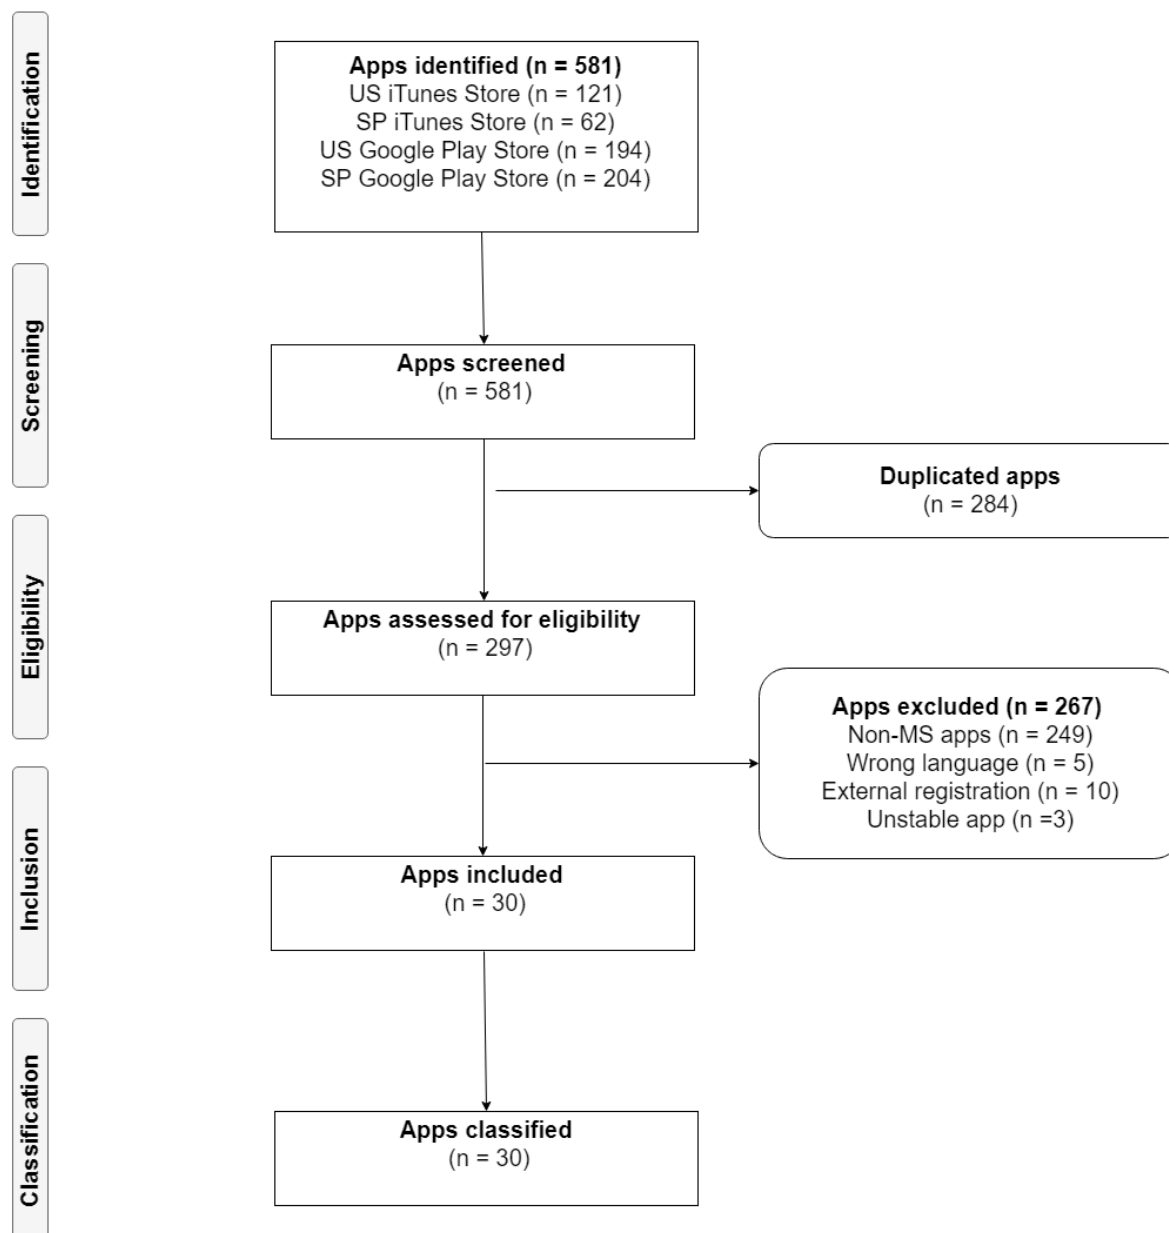 Identification
Apps identified (n = 581)
US iTunes Store (n = 121)
SP iTunes Store (n = 62)
US Google Play Store (n = 194)
SP Google Play Store (n = 204)
Screening
Apps screened
(n = 581)
Duplicated apps
(n = 284)
Eligibility
Apps assessed for eligibility
(n = 297)
Apps excluded (n = 267)
Non-MS apps (n = 249)
Wrong language (n = 5)
External registration (n = 10)
Unstable app (n =3)
Inclusion
Apps included
(n = 30)
Classification
Apps classified
(n = 30)